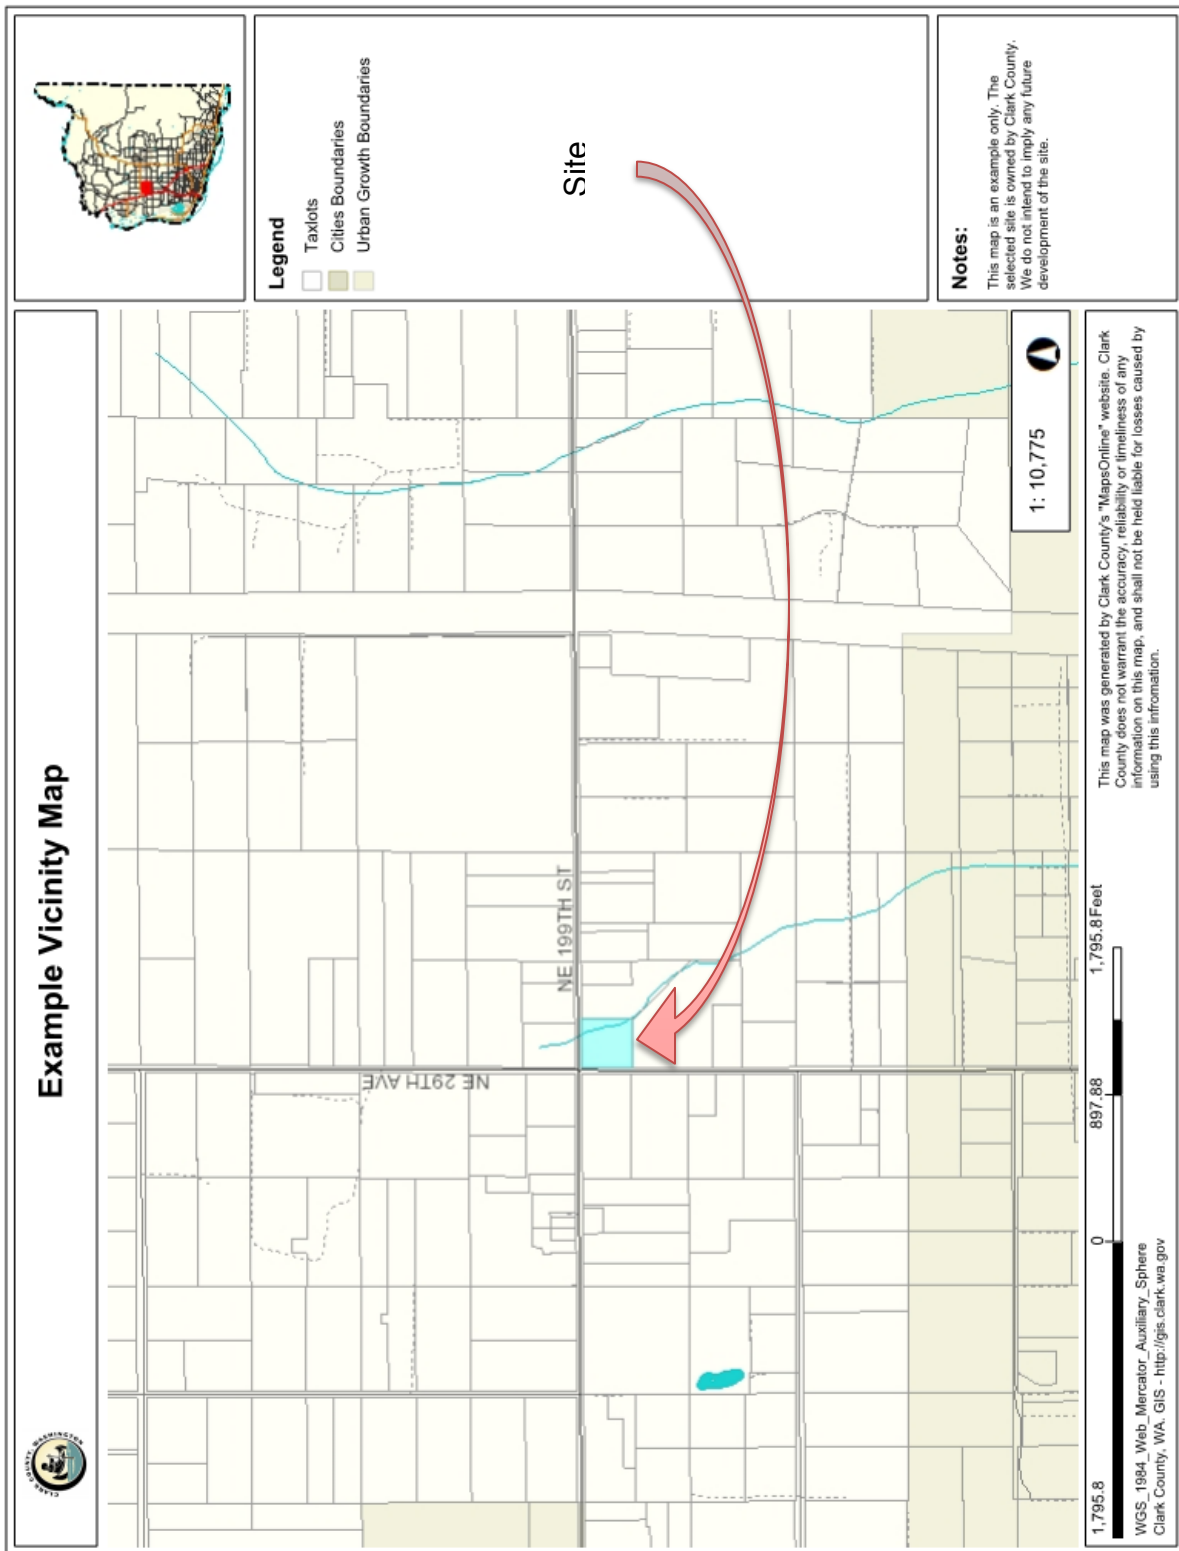 Example Vicinity Map
CLARK COUNTY, WASHINGTON
NE 199TH ST
NE 29TH AVE
Legend
Taxlots
Cities Boundaries
Urban Growth Boundaries
Site
Notes:
This map is an example only. The
selected site is owned by Clark County.
We do not intend to imply any future
development of the site.
1: 10,775
1,795.8
0
897.88
1,795.8 Feet
WGS_1984_Web_Mercator_Auxiliary_Sphere
Clark County, WA. GIS - http://gis.clark.wa.gov
This map was generated by Clark County's "MapsOnline" website. Clark
County does not warrant the accuracy, reliability or timeliness of any
information on this map, and shall not be held liable for losses caused by
using this infromation.